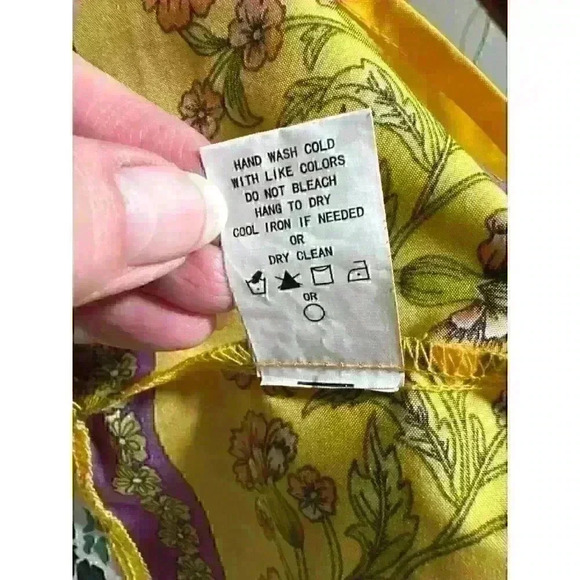 HAND WASH COLD
WITH LIKE COLORS
DO NOT BLEACH
HANG TO DRY
COOL IRON IF NEEDED
OR
DRY CLEAN
OR